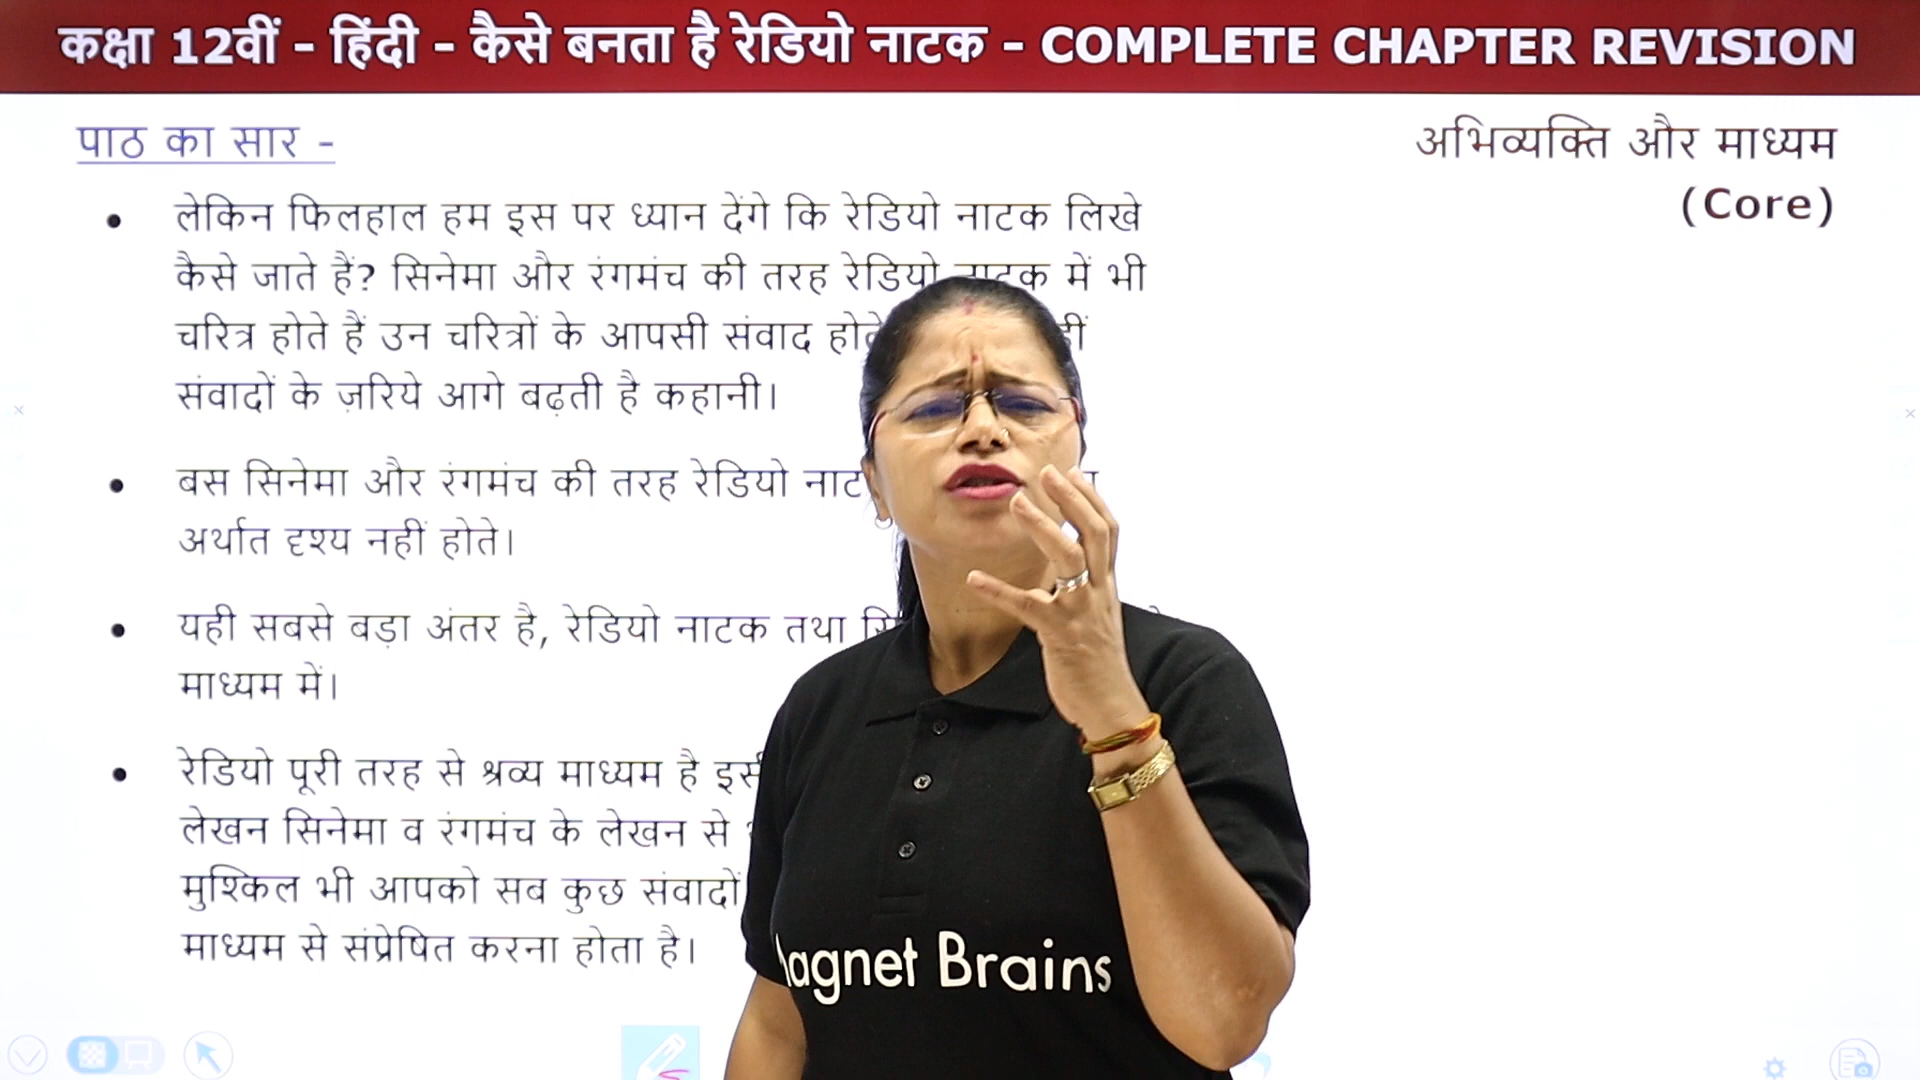 कक्षा 12वीं - हिंदी - कैसे बनता है रेडियो नाटक - COMPLETE CHAPTER REVISION
पाठ का सार -
अभिव्यक्ति और माध्यम
(Core)
लेकिन फिलहाल हम इस पर ध्यान देंगे कि रेडियो नाटक लिखे
कैसे जाते हैं? सिनेमा और रंगमंच की तरह रेडियो नाटक में भी
चरित्र होते हैं उन चरित्रों के आपसी संवाद
संवादों के ज़रिये आगे बढ़ती है कहानी।
बस सिनेमा और रंगमंच की तरह रेडियो
अर्थात दृश्य नहीं होते।
यही सबसे बड़ा अंतर है, रेडियो नाटक तथा
माध्यम में।
रेडियो पूरी तरह से श्रव्य माध्यम है
लेखन सिनेमा व रंगमंच के लेखन से
मुश्किल भी आपको सब कुछ संवादों
माध्यम से संप्रेषित करना होता है।
agnet Brains